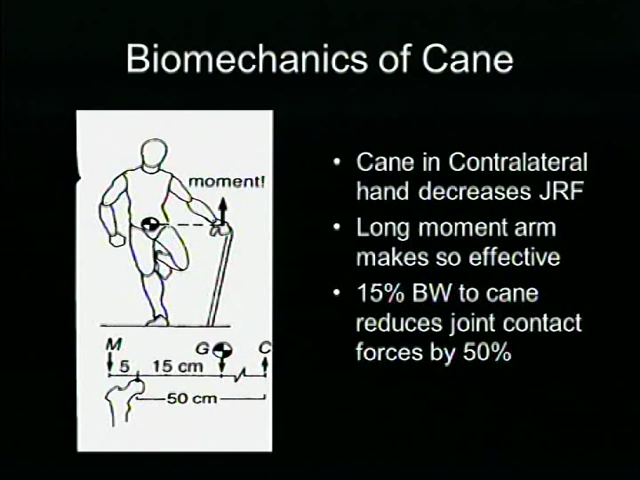 Biomechanics of Cane
moment!
M
G
C
5
15 cm
50 cm
• Cane in Contralateral
hand decreases JRF
• Long moment arm
makes so effective
• 15% BW to cane
reduces joint contact
forces by 50%